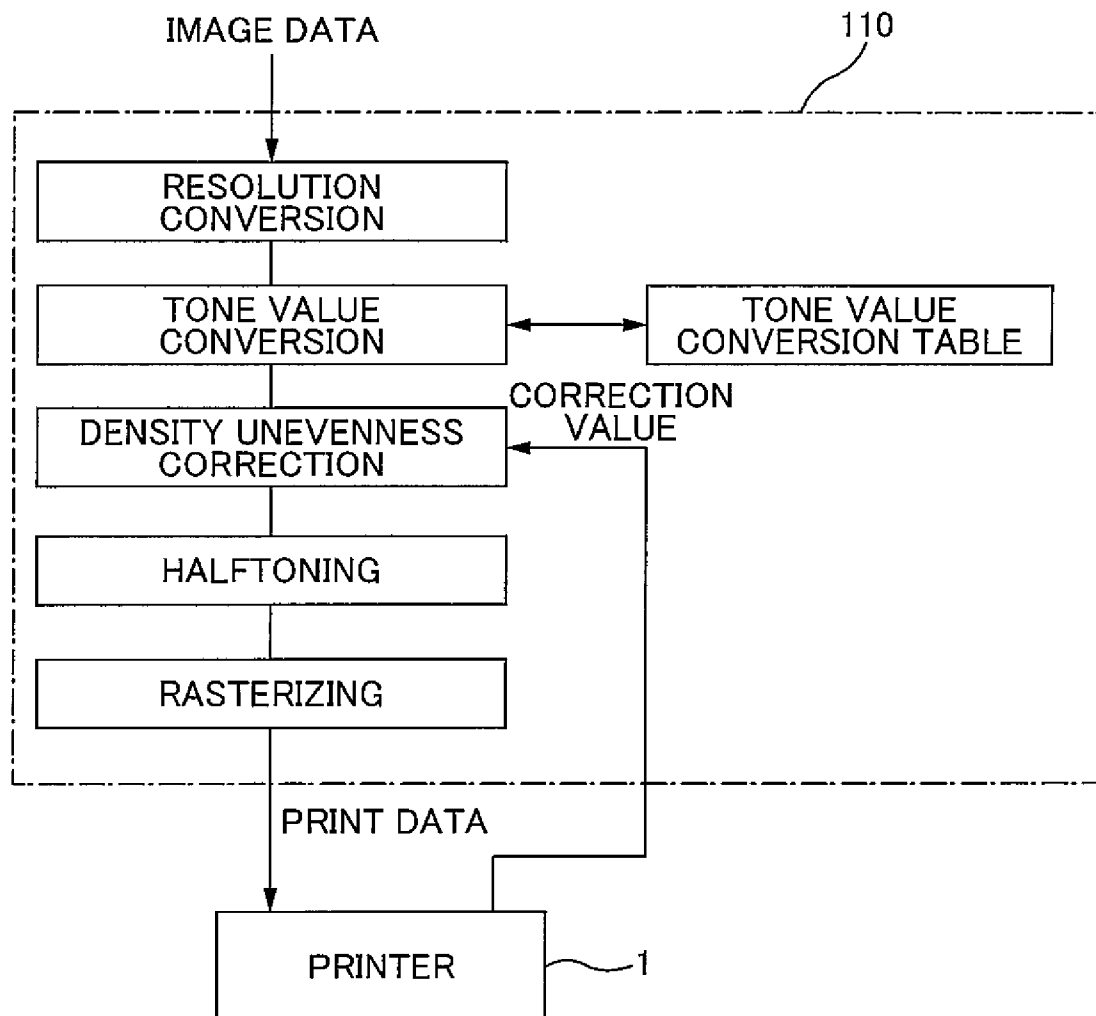 IMAGE DATA
110
RESOLUTION
CONVERSION
TONE VALUE
CONVERSION
TONE VALUE
CONVERSION TABLE
CORRECTION
VALUE
DENSITY UNEVENNESS
CORRECTION
HALFTONING
RASTERIZING
PRINT DATA
PRINTER
1